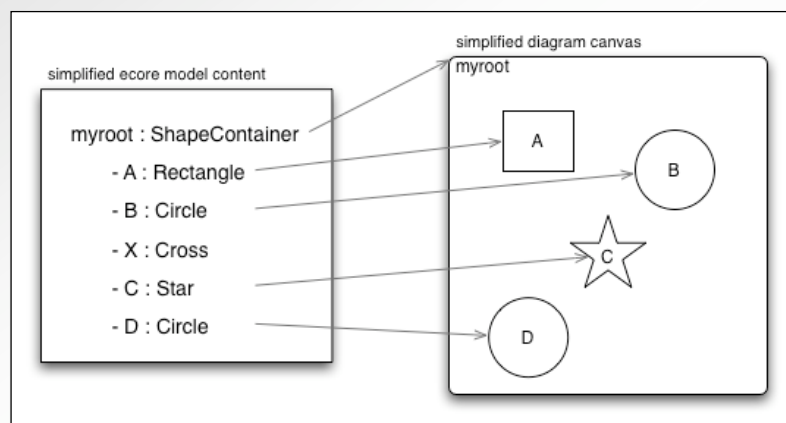 simplified ecore model content
myroot : ShapeContainer
- A : Rectangle
- B : Circle
- X : Cross
- C : Star
- D : Circle
simplified diagram canvas
myroot
A
B
C
D